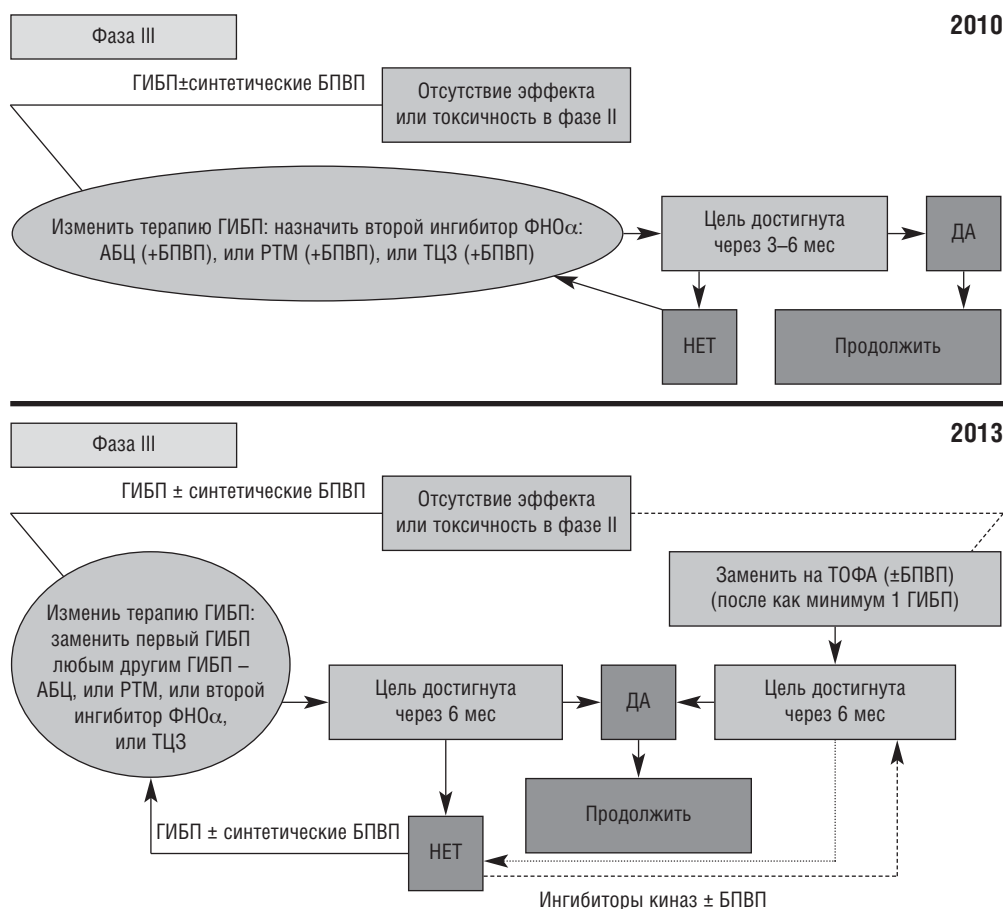 2010
Фаза III
ГИБП±синтетические БПВП
Отсутствие эффекта
или токсичность в фазе II
Изменить терапию ГИБП: назначить второй ингибитор ФНОα:
АБЦ (+БПВП), или РТМ (+БПВП), или ТЦЗ (+БПВП)
Цель достигнута
через 3–6 мес
ДА
НЕТ
Продолжить
2013
Фаза III
ГИБП ± синтетические БПВП
Отсутствие эффекта
или токсичность в фазе II
Заменить на ТОФА (±БПВП)
(после как минимум 1 ГИБП)
Измениь терапию ГИБП:
заменить первый ГИБП
любым другим ГИБП –
АБЦ, или РТМ, или второй
ингибитор ФНОα,
или ТЦЗ
Цель достигнута
через 6 мес
ДА
Цель достигнута
через 6 мес
Продолжить
ГИБП ± синтетические БПВП
НЕТ
Ингибиторы киназ ± БПВП